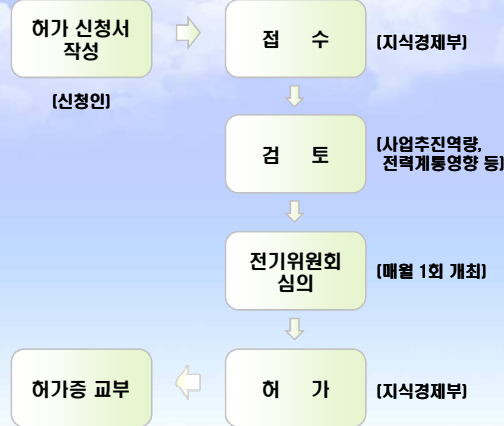 허가 신청서
작성
(신청인)
접 수
(지식경제부)
검 토
(사업추진역량,
전력계통영향 등)
전기위원회
심의
(매월 1회 개최)
허 가
(지식경제부)
허가증 교부